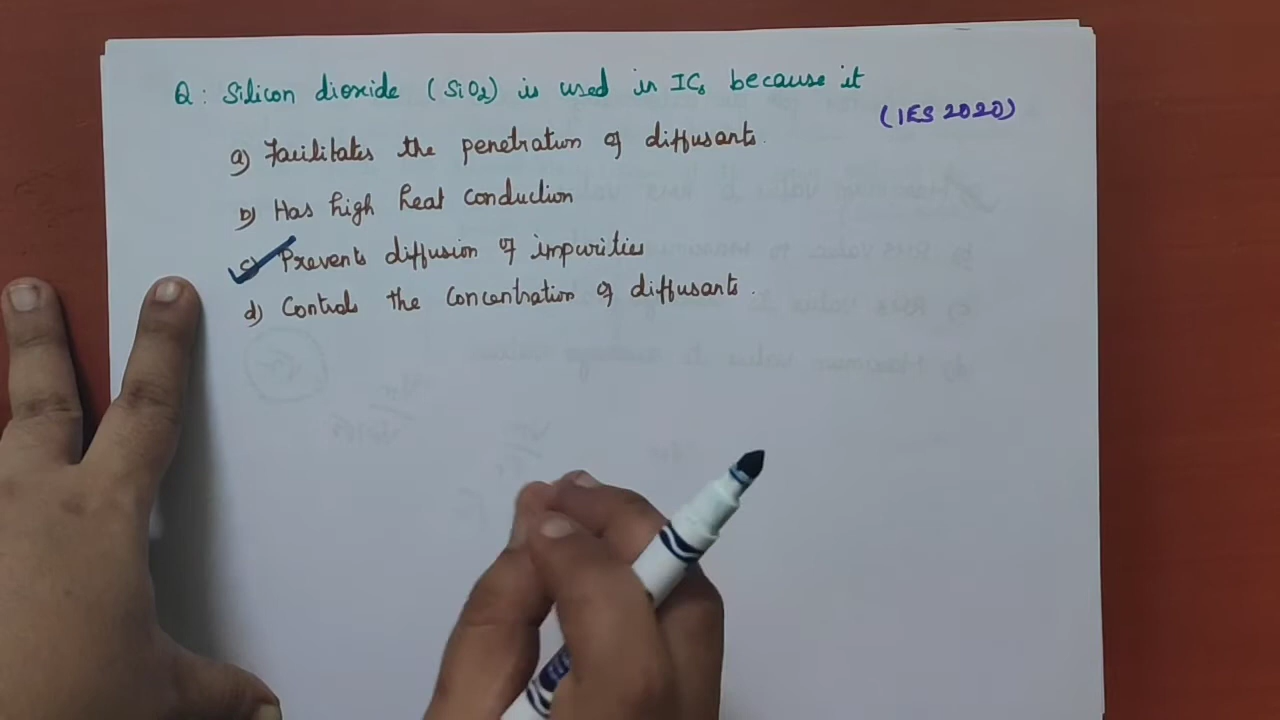 Q: Silicon dioxide (SiO2) is used in ICs because it
(IES 2020)
a) Facilitates the penetration of diffusants.
b) Has high heat conduction
c) Prevents diffusion of impurities
d) Controls the concentration of diffusants.